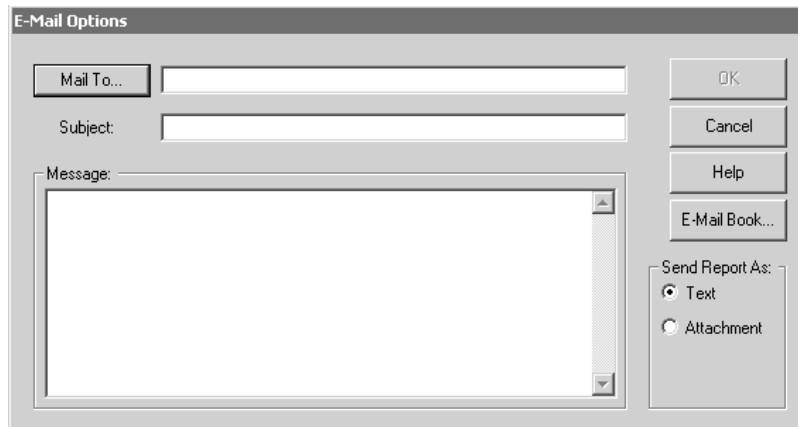 E-Mail Options
Mail To...
OK
Subject:
Cancel
Message:
Help
E-Mail Book...
Send Report As:
Text
Attachment